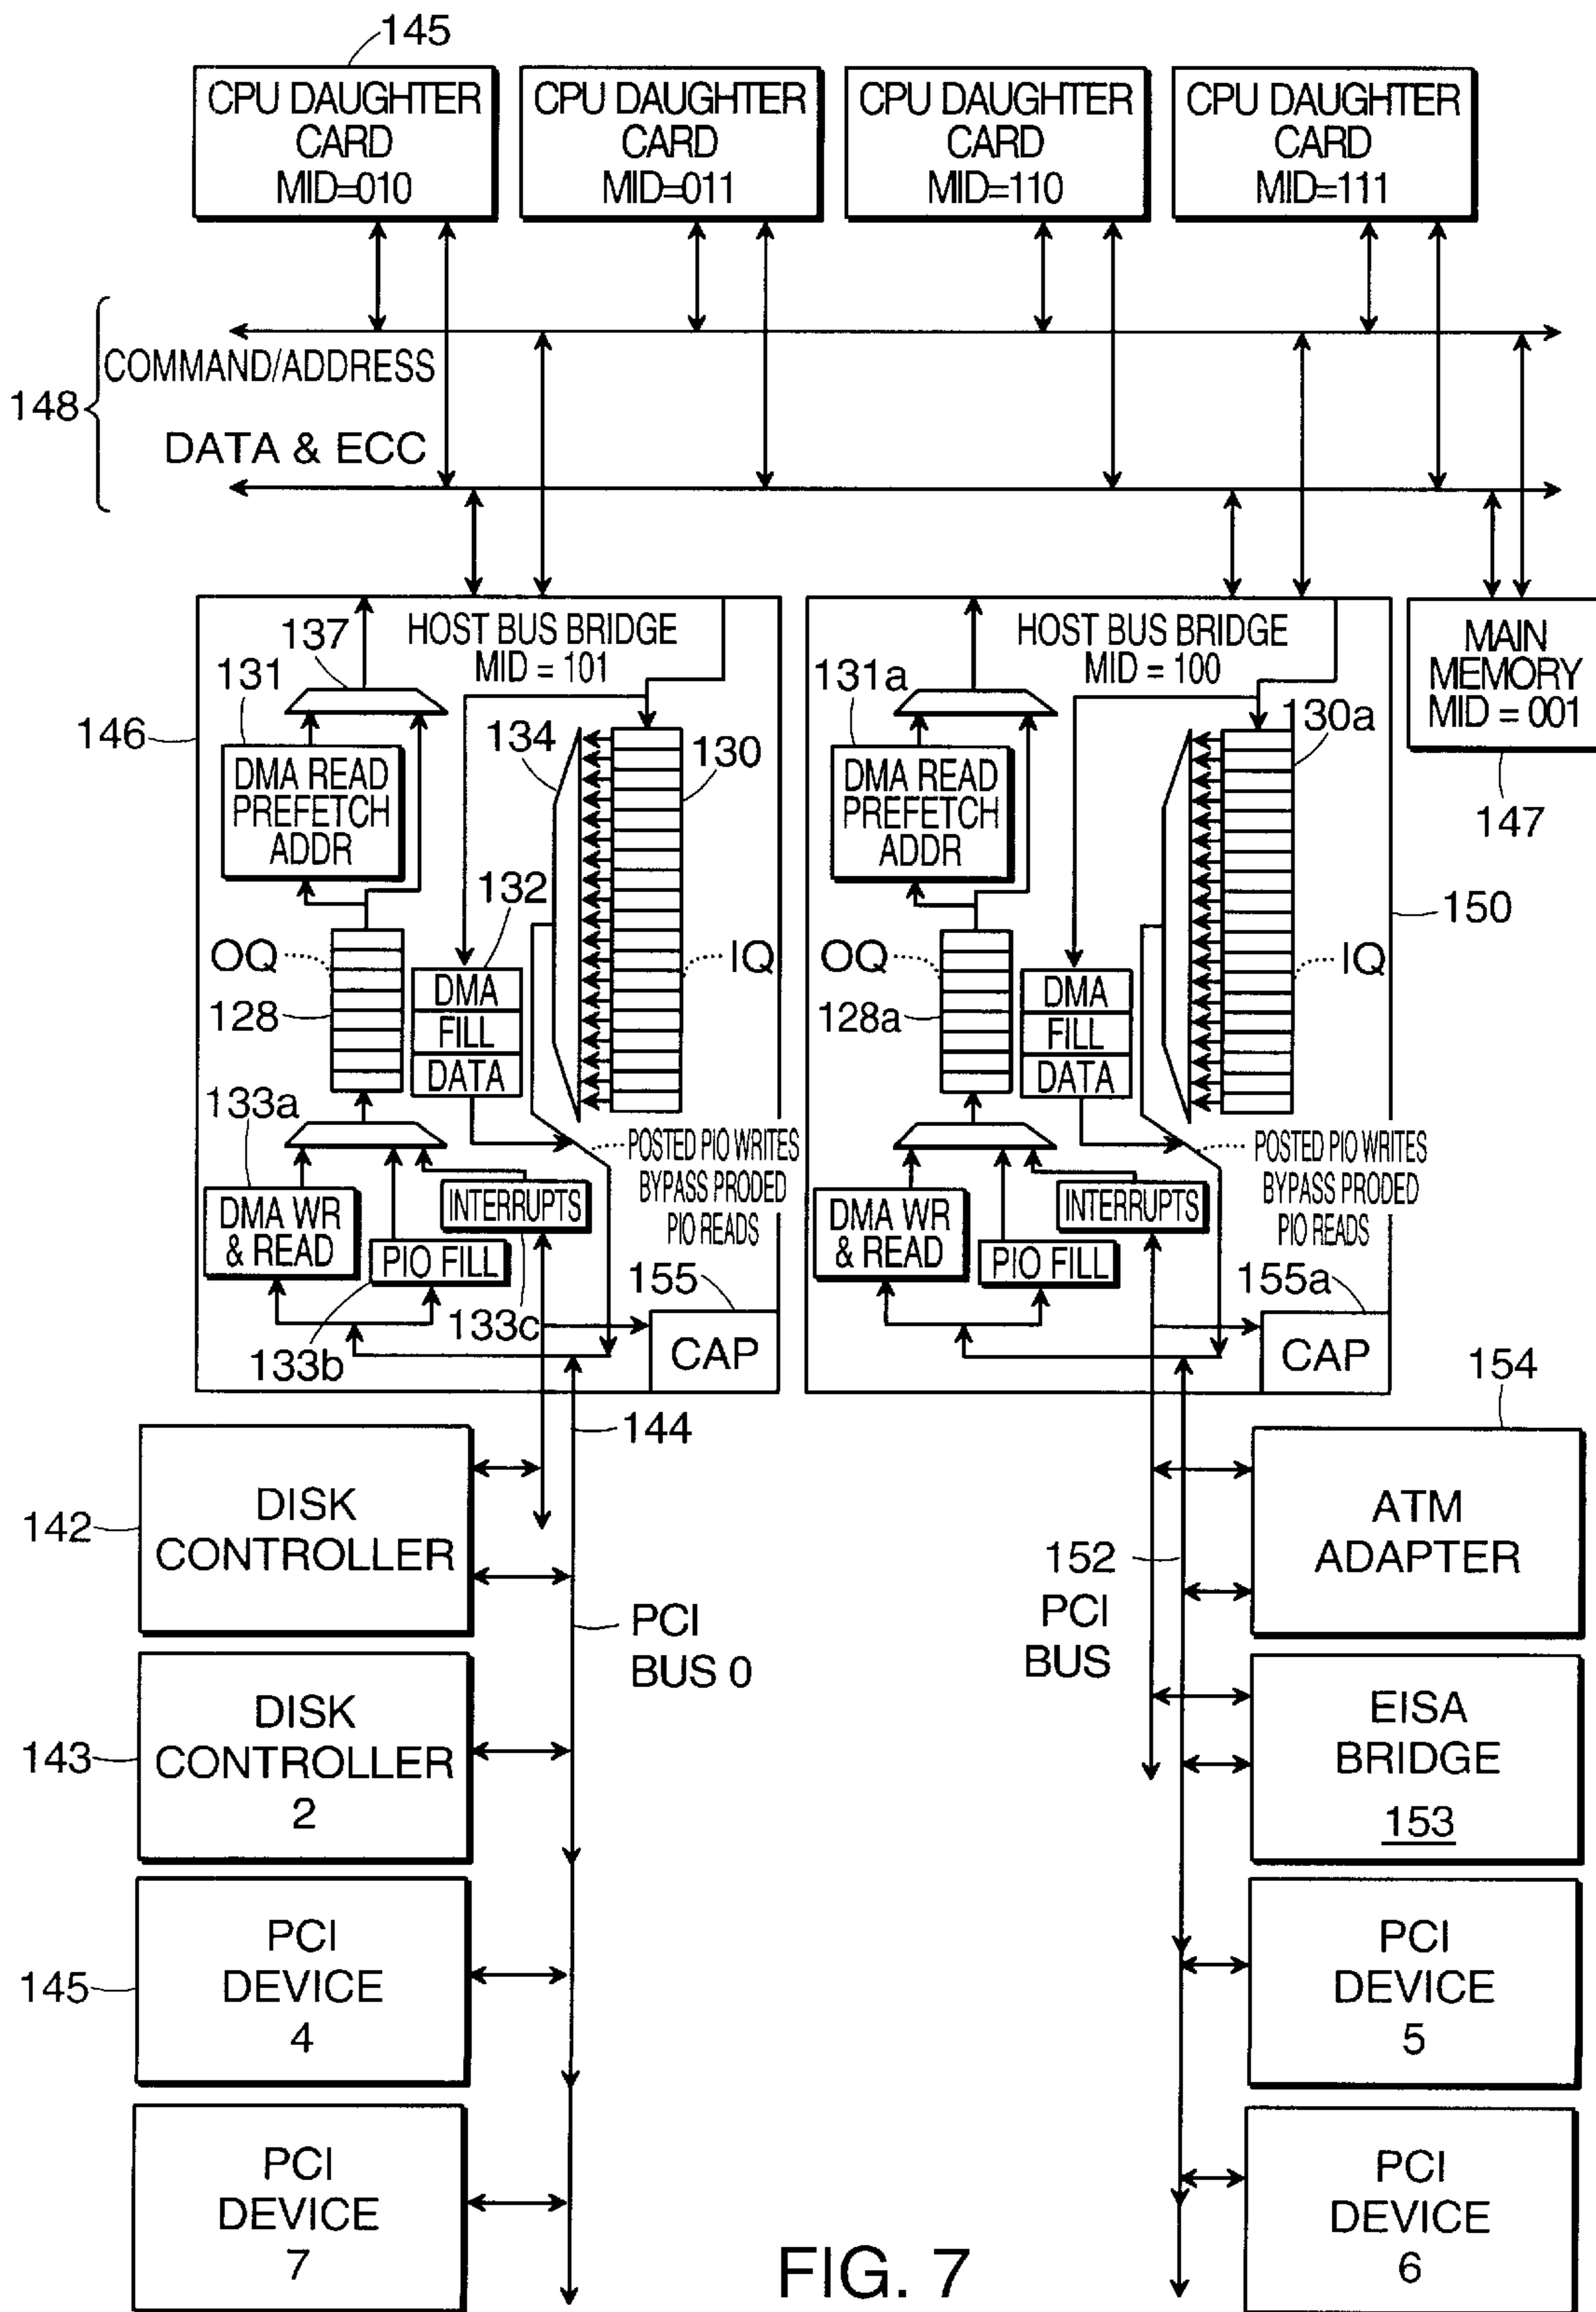 145
CPU DAUGHTER
CARD
MID=010
CPU DAUGHTER
CARD
MID=011
CPU DAUGHTER
CARD
MID=110
CPU DAUGHTER
CARD
MID=111
148
COMMAND/ADDRESS
DATA & ECC
HOST BUS BRIDGE
MID = 101
137
131
146
DMA READ
PREFETCH
ADDR
134
130
132
OQ
128
DMA
FILL
DATA
IQ
133a
POSTED PIO WRITES
BYPASS PRODED
PIO READS
DMA WR
& READ
INTERRUPTS
PIO FILL
133b
133c
155
CAP
HOST BUS BRIDGE
MID = 100
131a
DMA READ
PREFETCH
ADDR
130a
150
OQ
128a
DMA
FILL
DATA
IQ
POSTED PIO WRITES
BYPASS PRODED
PIO READS
DMA WR
& READ
INTERRUPTS
PIO FILL
155a
CAP
MAIN
MEMORY
MID = 001
147
144
142
DISK
CONTROLLER
PCI
BUS 0
143
DISK
CONTROLLER
2
145
PCI
DEVICE
4
PCI
DEVICE
7
154
ATM
ADAPTER
152
PCI
BUS
EISA
BRIDGE
153
PCI
DEVICE
5
PCI
DEVICE
6
FIG. 7